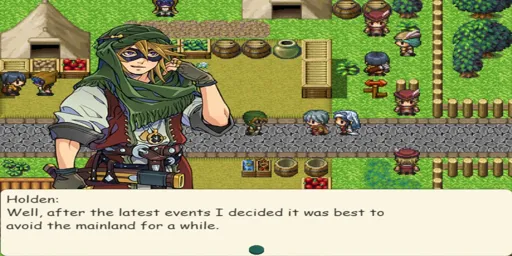 Holden:
Well, after the latest events I decided it was best to
avoid the mainland for a while.